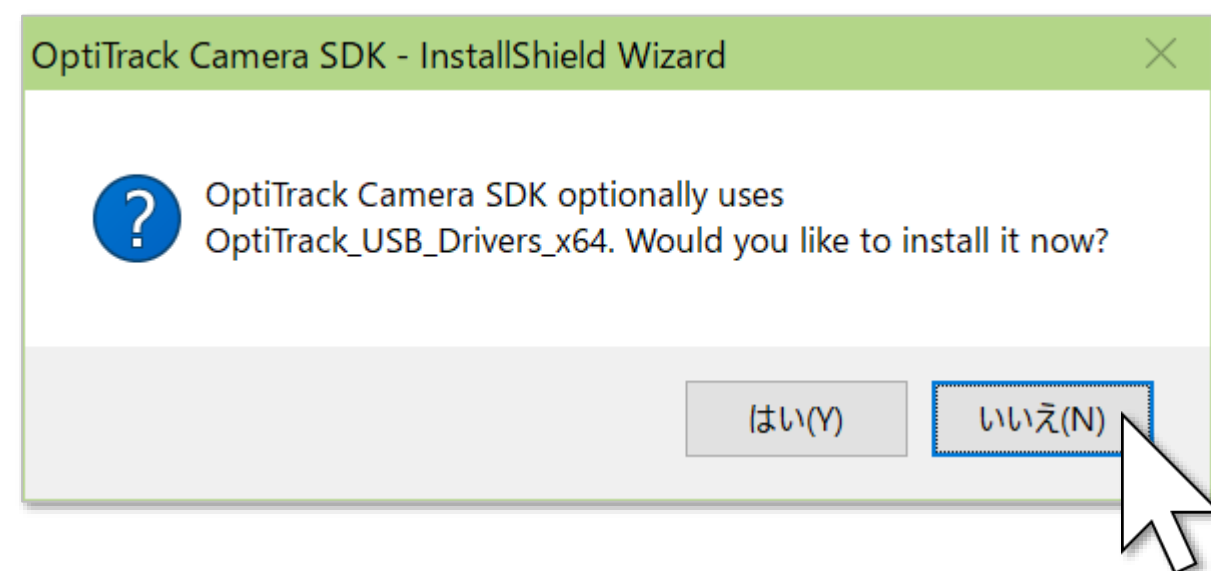 OptiTrack Camera SDK - InstallShield Wizard
?
OptiTrack Camera SDK optionally uses
OptiTrack_USB_Drivers_x64. Would you like to install it now?
はい(Y)
いいえ(N)